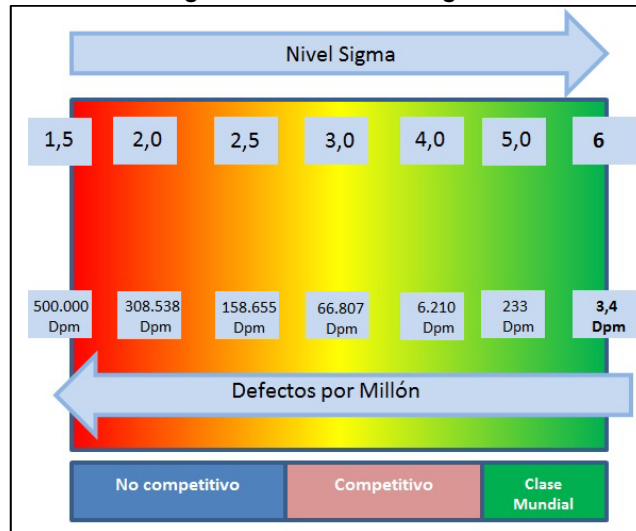 Nivel Sigma
1,5 2,0 2,5 3,0 4,0 5,0 6
500.000 308.538 158.655 66.807 6.210 233 3,4
Dpm Dpm Dpm Dpm Dpm Dpm Dpm
Defectos por Millón
No competitivo Competitivo Clase
Mundial